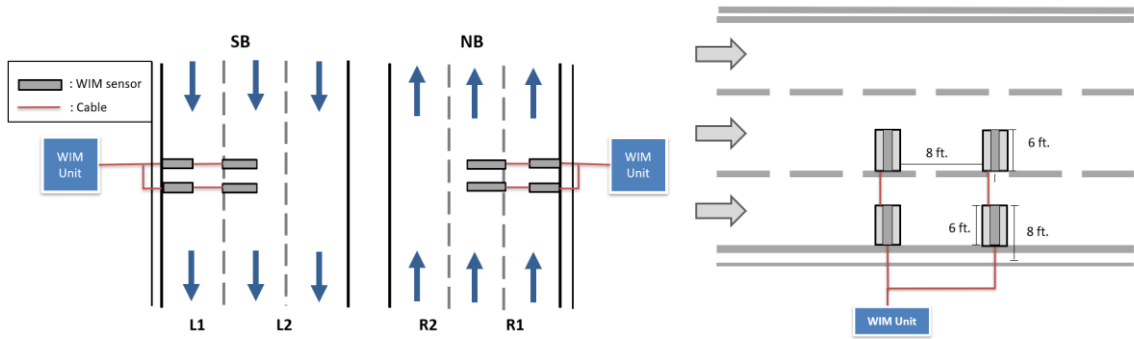 SB
NB
: WIM sensor
: Cable
WIM
Unit
WIM
Unit
L1
L2
R2
R1
8 ft.
6 ft.
6 ft.
8 ft.
WIM Unit